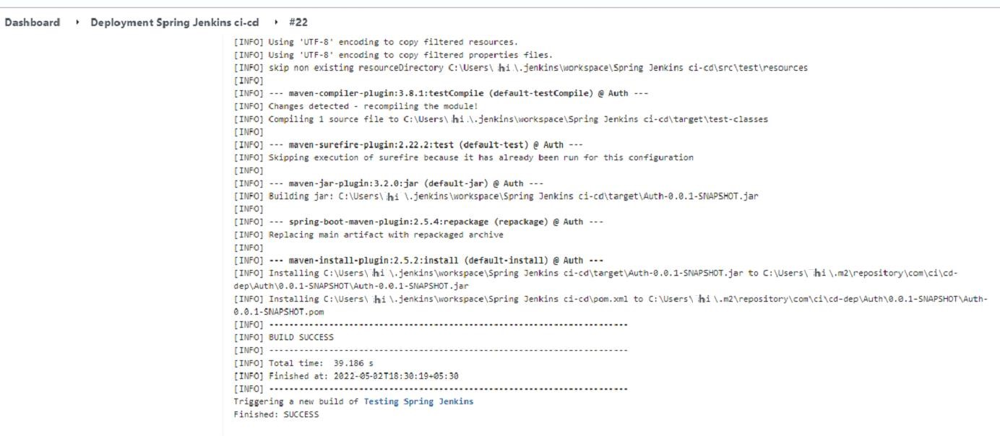 Dashboard ‣ Deployment Spring Jenkins ci-cd ‣ #22
[INFO] Using 'UTF-8' encoding to copy filtered resources.
[INFO] Using 'UTF-8' encoding to copy filtered properties files.
[INFO] skip non existing resourceDirectory C:\Users\ hi \.jenkins\workspace\Spring Jenkins ci-cd\src\test\resources
[INFO]
[INFO] --- maven-compiler-plugin:3.8.1:testCompile (default-testCompile) @ Auth ---
[INFO] Changes detected - recompiling the module!
[INFO] Compiling 1 source file to C:\Users\ hi \.jenkins\workspace\Spring Jenkins ci-cd\target\test-classes
[INFO]
[INFO] --- maven-surefire-plugin:2.22.2:test (default-test) @ Auth ---
[INFO] Skipping execution of surefire because it has already been run for this configuration
[INFO]
[INFO] --- maven-jar-plugin:3.2.0:jar (default-jar) @ Auth ---
[INFO] Building jar: C:\Users\ hi \.jenkins\workspace\Spring Jenkins ci-cd\target\Auth-0.0.1-SNAPSHOT.jar
[INFO]
[INFO] --- spring-boot-maven-plugin:2.5.4:repackage (repackage) @ Auth ---
[INFO] Replacing main artifact with repackaged archive
[INFO]
[INFO] --- maven-install-plugin:2.5.2:install (default-install) @ Auth ---
[INFO] Installing C:\Users\ hi \.jenkins\workspace\Spring Jenkins ci-cd\target\Auth-0.0.1-SNAPSHOT.jar to C:\Users\ hi \.m2\repository\com\ci\cd-
dep\Auth\0.0.1-SNAPSHOT\Auth-0.0.1-SNAPSHOT.jar
[INFO] Installing C:\Users\ hi \.jenkins\workspace\Spring Jenkins ci-cd\pom.xml to C:\Users\ hi \.m2\repository\com\ci\cd-dep\Auth\0.0.1-SNAPSHOT\Auth-
0.0.1-SNAPSHOT.pom
[INFO] ------------------------------------------------------------------------
[INFO] BUILD SUCCESS
[INFO] ------------------------------------------------------------------------
[INFO] Total time:  39.186 s
[INFO] Finished at: 2022-05-02T18:30:19+05:30
[INFO] ------------------------------------------------------------------------
Triggering a new build of Testing Spring Jenkins
Finished: SUCCESS